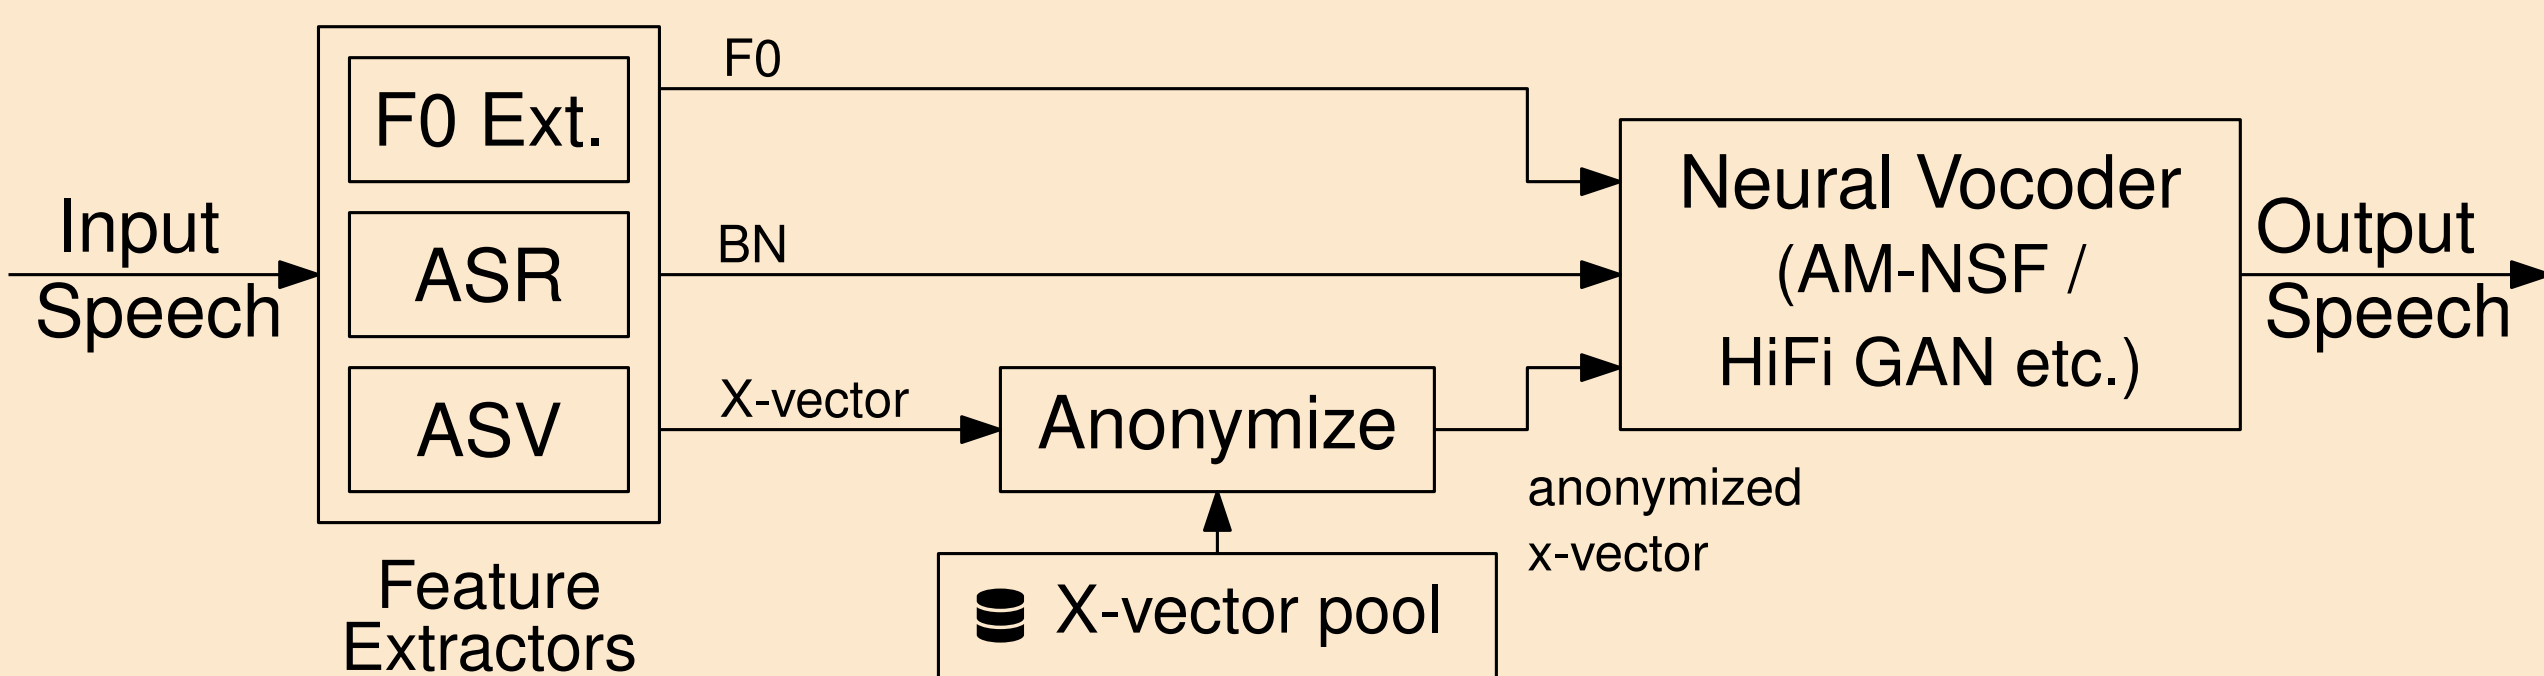 Input
Speech
F0 Ext.
ASR
ASV
Feature
Extractors
F0
BN
X-vector
Anonymize
X-vector pool
anonymized
x-vector
Neural Vocoder
(AM-NSF /
HiFi GAN etc.)
Output
Speech